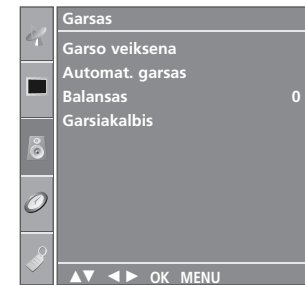 Garsas
Garso veiksena
Automat. garsas
Balansas 0
Garsiakalbis
▲▼ ◄► OK MENU